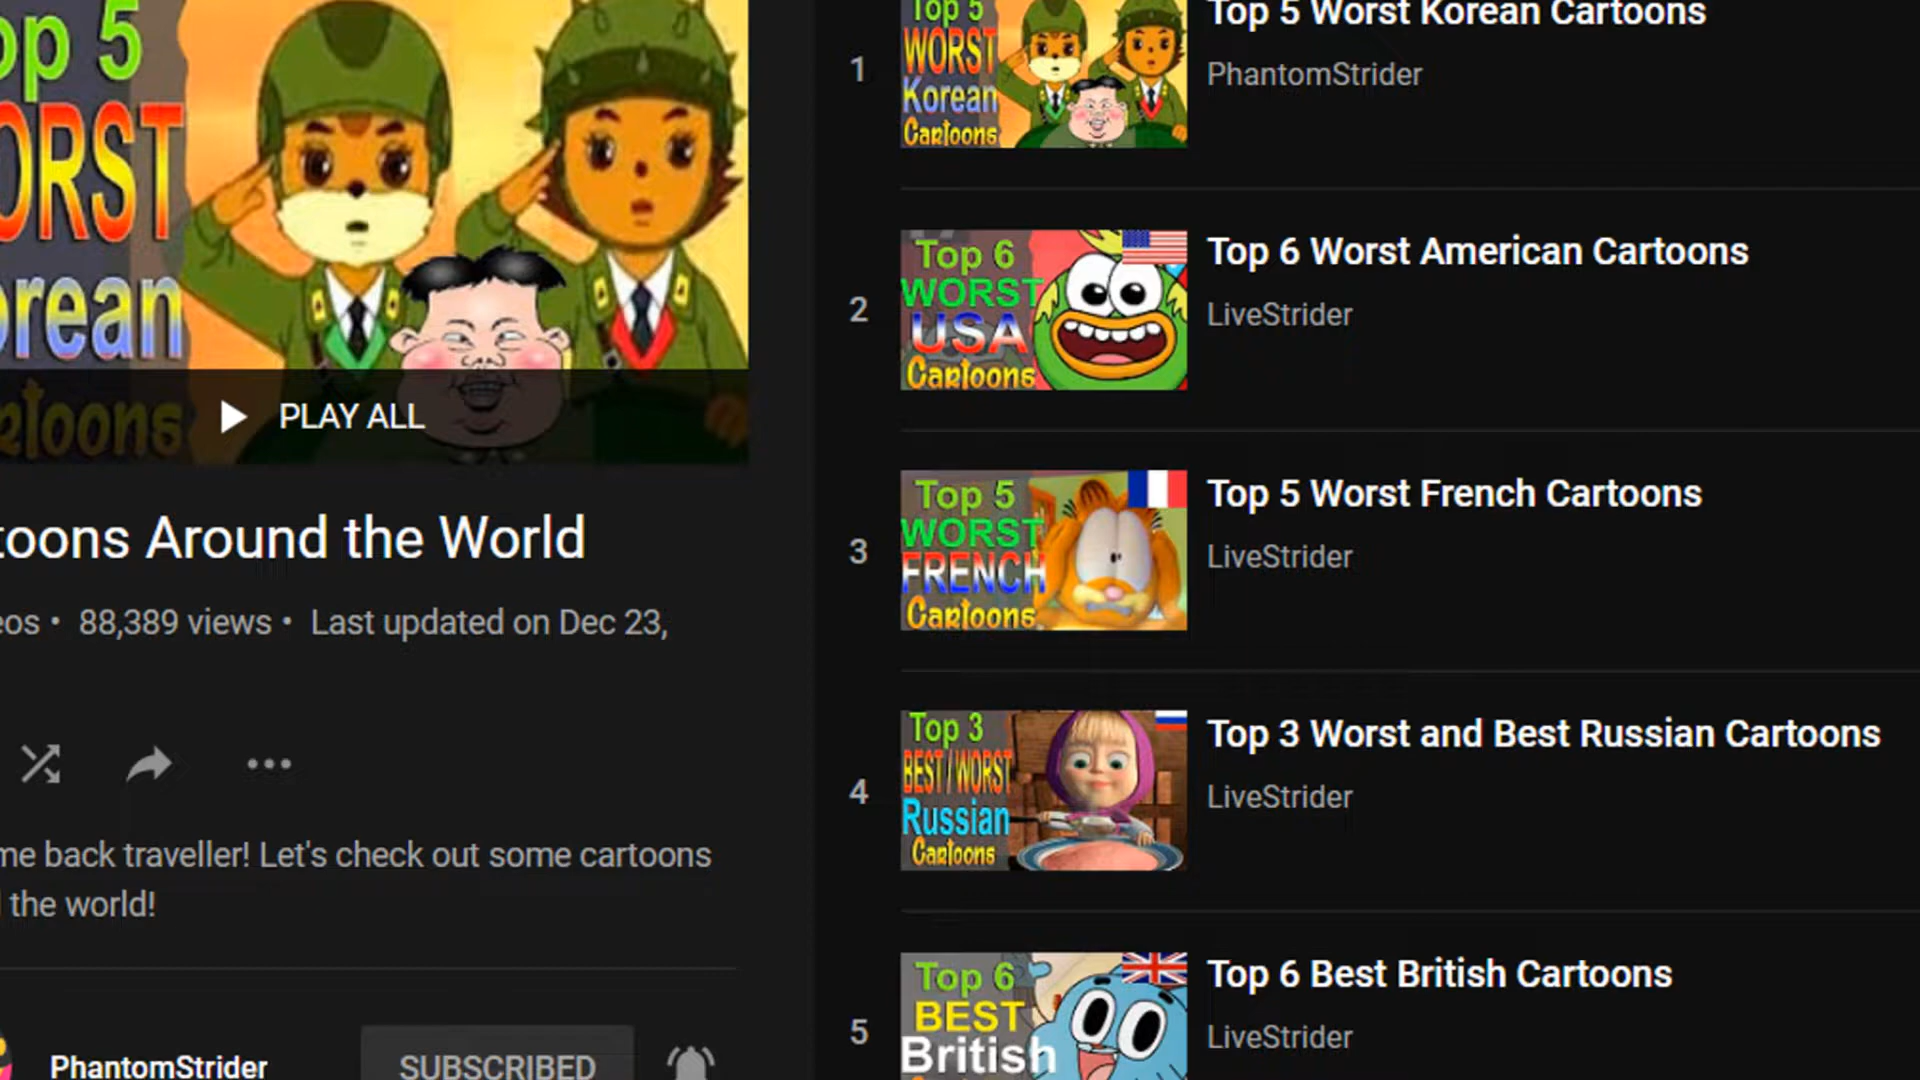 op 5
ORST
orean
rtoons
PLAY ALL
toons Around the World
eos • 88,389 views • Last updated on Dec 23,
me back traveller! Let's check out some cartoons
the world!
PhantomStrider
SUBSCRIBED
1
Top 5
WORST
Korean
Cartoons
Top 5 Worst Korean Cartoons
PhantomStrider
2
Top 6
WORST
USA
Cartoons
Top 6 Worst American Cartoons
LiveStrider
3
Top 5
WORST
FRENCH
Cartoons
Top 5 Worst French Cartoons
LiveStrider
4
Top 3
BEST/WORST
Russian
Cartoons
Top 3 Worst and Best Russian Cartoons
LiveStrider
5
Top 6
BEST
British
Top 6 Best British Cartoons
LiveStrider